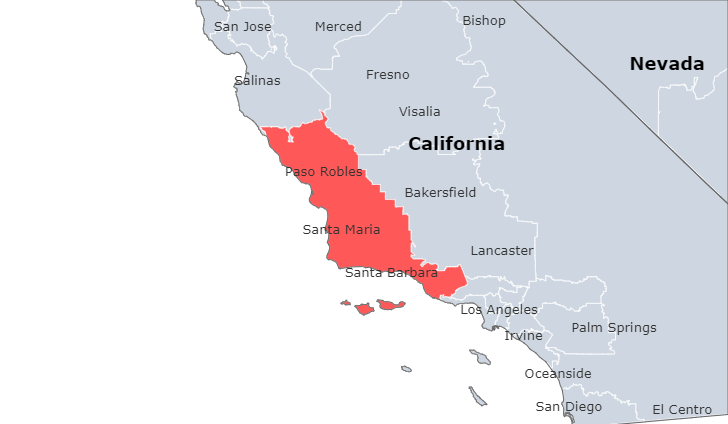 San Jose
Merced
Bishop
Nevada
Fresno
Salinas
Visalia
California
Paso Robles
Bakersfield
Santa Maria
Lancaster
Santa Barbara
Los Angeles
Palm Springs
Irvine
Oceanside
San Diego
El Centro